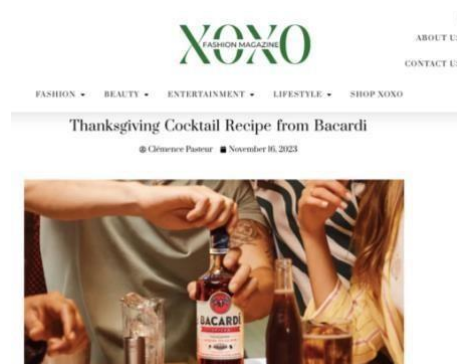 XOXO
FASHION MAGAZINE
ABOUT U
CONTACT U
FASHION BEAUTY ENTERTAINMENT LIFESTYLE SHOP XOXO
Thanksgiving Cocktail Recipe from Bacardi
Clémence Pasteur November 16, 2023
BACARDÍ